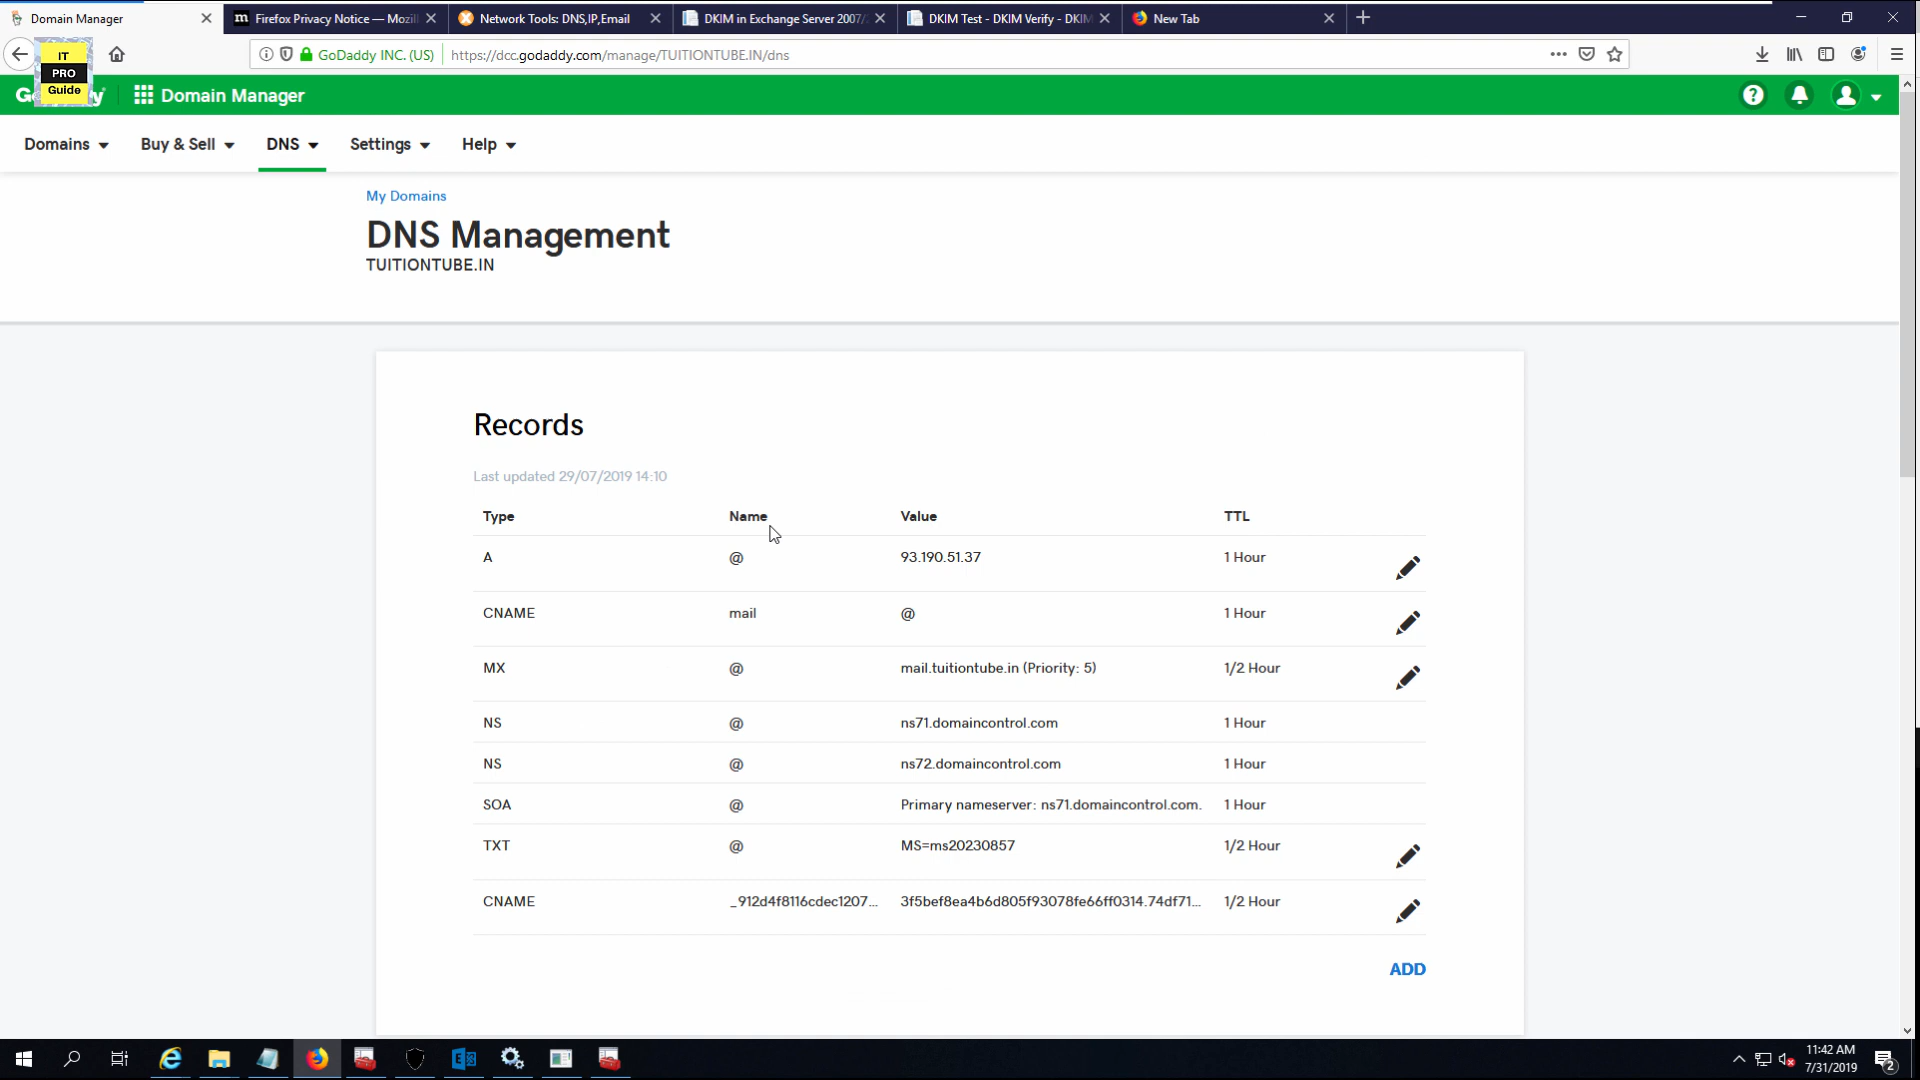 Domain Manager
Firefox Privacy Notice — Mozil
Network Tools: DNS,IP,Email
DKIM in Exchange Server 2007/
DKIM Test - DKIM Verify - DKIM
New Tab
IT
PRO
Guide
GoDaddy INC. (US)
https://dcc.godaddy.com/manage/TUITIONTUBE.IN/dns
Domain Manager
Domains
Buy & Sell
DNS
Settings
Help
My Domains
DNS Management
TUITIONTUBE.IN
Records
Last updated 29/07/2019 14:10
Type Name Value TTL
A @ 93.190.51.37 1 Hour
CNAME mail @ 1 Hour
MX @ mail.tuitiontube.in (Priority: 5) 1/2 Hour
NS @ ns71.domaincontrol.com 1 Hour
NS @ ns72.domaincontrol.com 1 Hour
SOA @ Primary nameserver: ns71.domaincontrol.com. 1 Hour
TXT @ MS=ms20230857 1/2 Hour
CNAME _912d4f8116cdec1207... 3f5bef8ea4b6d805f93078fe66ff0314.74df71... 1/2 Hour
ADD
11:42 AM
7/31/2019
2